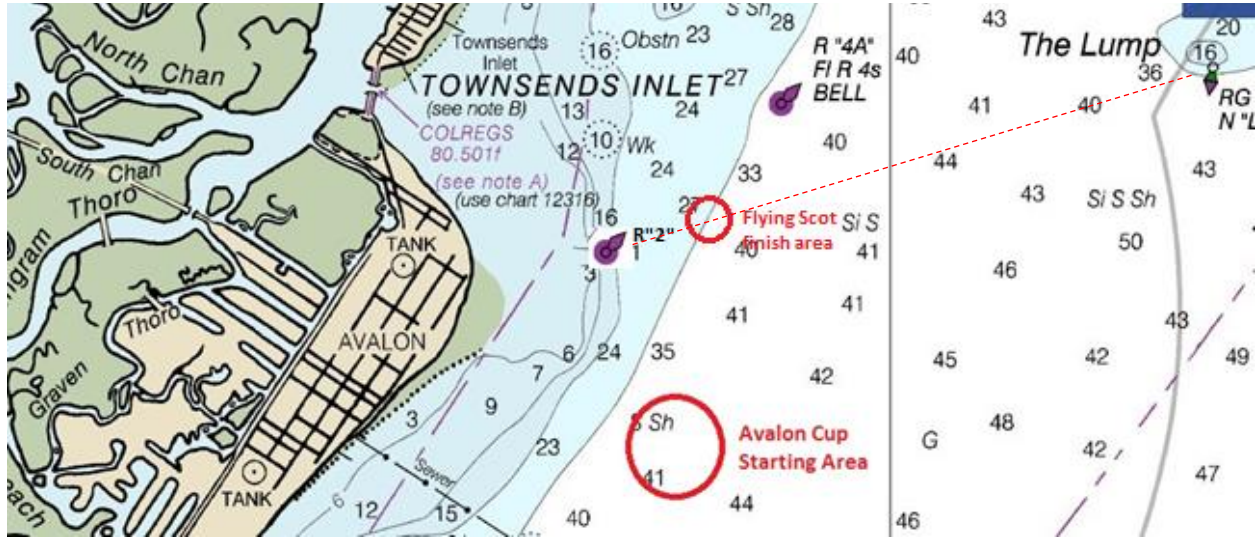 North Chan
South Chan
Thoro
Thoro
Graven
TANK
AVALON
TANK
Sewer
Townsends
Inlet
TOWNSENDS INLET
(see note B)
COLREGS
80.501f
(see note A)
(use chart 12316)
16
Obstn
23
S Sh
28
27
13
24
10
Wk
12
24
16
R"2"
27
3
6
24
7
9
3
23
6
12
15
R "4A"
Fl R 4s
BELL
40
33
Flying Scot
finish area
40
Si S
41
41
41
35
42
S Sh
41
Avalon Cup
Starting Area
44
40
43
40
41
44
43
46
45
48
G
46
The Lump
20
16
36
40
RG
N "L
43
Si S Sh
50
43
42
49
42
47